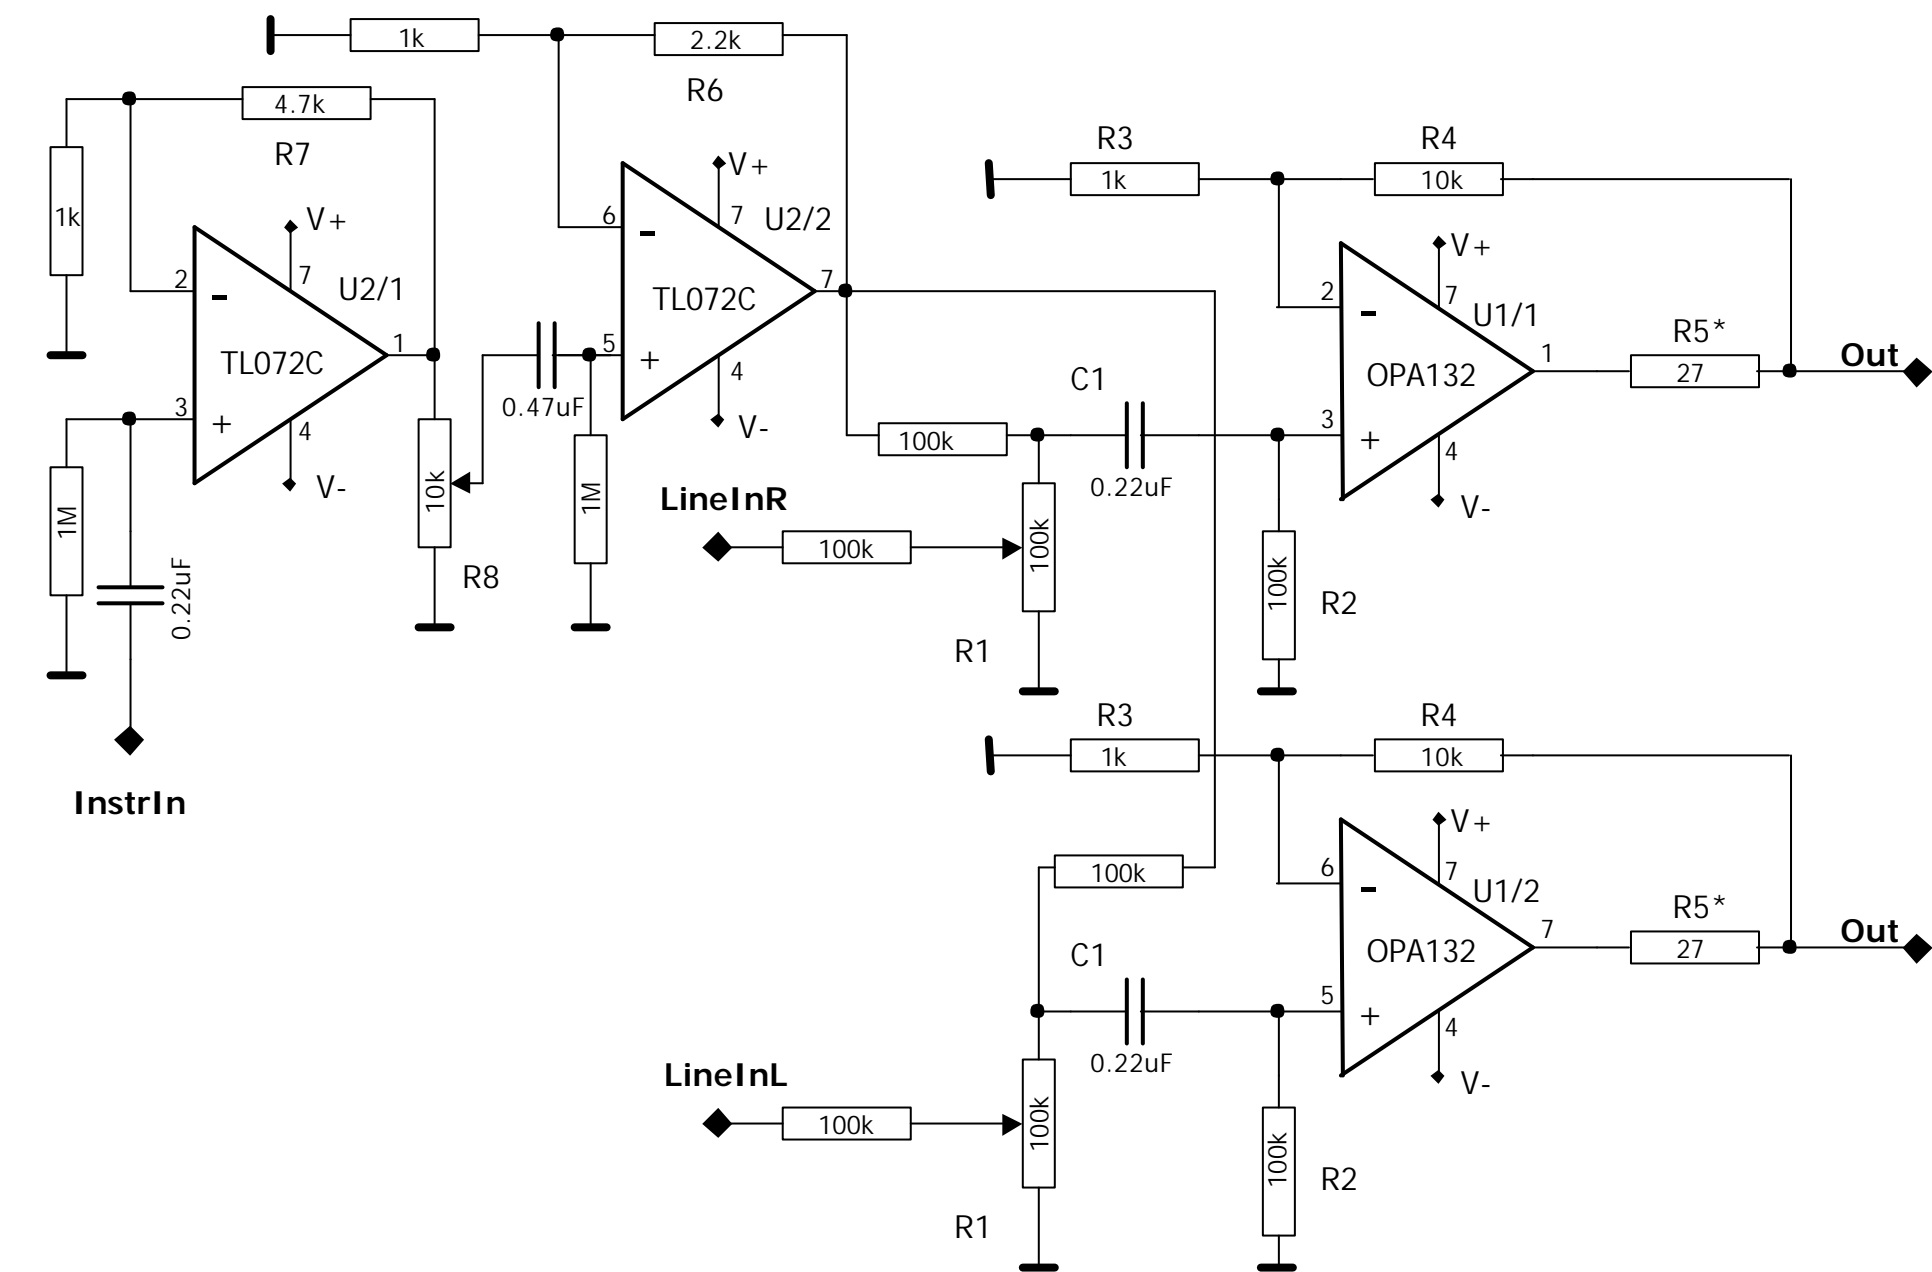 1k
2.2k
R6
4.7k
R7
1k
V+
7
U2/1
2
-
TL072C
1
3
+
4
V-
1M
0.22uF
InstrIn
10k
R8
0.47uF
1M
V+
7
U2/2
6
-
TL072C
7
5
+
4
V-
100k
LineInR
100k
100k
R1
C1
0.22uF
100k
R2
R3
1k
R4
10k
V+
7
U1/1
2
-
OPA132
1
3
+
4
V-
R5*
27
Out
R3
1k
R4
10k
100k
V+
7
U1/2
6
-
OPA132
7
5
+
4
V-
R5*
27
Out
C1
0.22uF
LineInL
100k
100k
R1
100k
R2